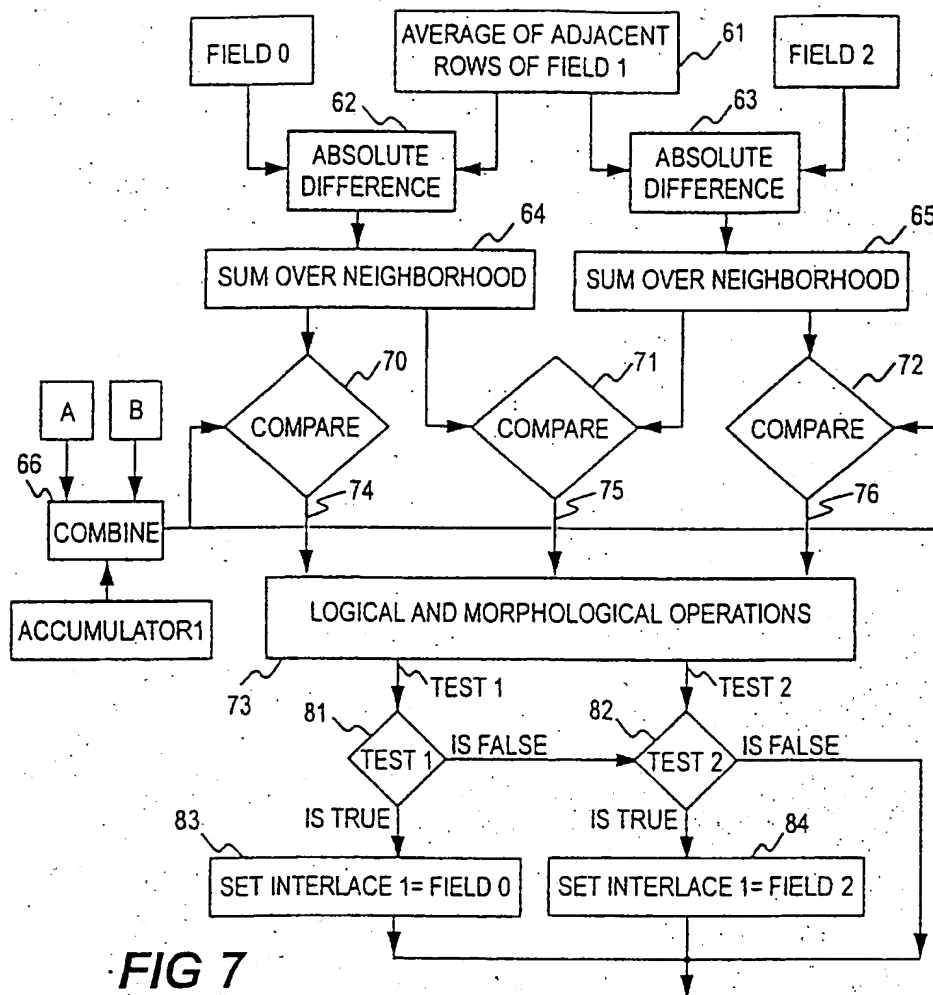 FIELD 0
AVERAGE OF ADJACENT
ROWS OF FIELD 1
61
FIELD 2
62
ABSOLUTE
DIFFERENCE
63
ABSOLUTE
DIFFERENCE
64
SUM OVER NEIGHBORHOOD
65
SUM OVER NEIGHBORHOOD
70
COMPARE
71
COMPARE
72
COMPARE
A
B
66
COMBINE
ACCUMULATOR1
74
75
76
LOGICAL AND MORPHOLOGICAL OPERATIONS
73
TEST 1
TEST 2
81
TEST 1
IS FALSE
82
TEST 2
IS FALSE
IS TRUE
IS TRUE
83
SET INTERLACE 1= FIELD 0
84
SET INTERLACE 1= FIELD 2
FIG 7